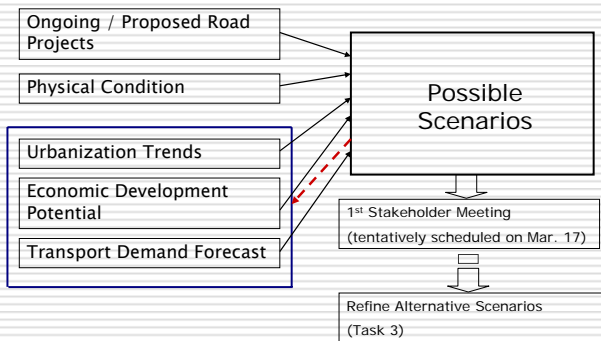 Ongoing / Proposed Road
Projects
Physical Condition
Urbanization Trends
Economic Development
Potential
Transport Demand Forecast
Possible
Scenarios
1st Stakeholder Meeting
(tentatively scheduled on Mar. 17)
Refine Alternative Scenarios
(Task 3)